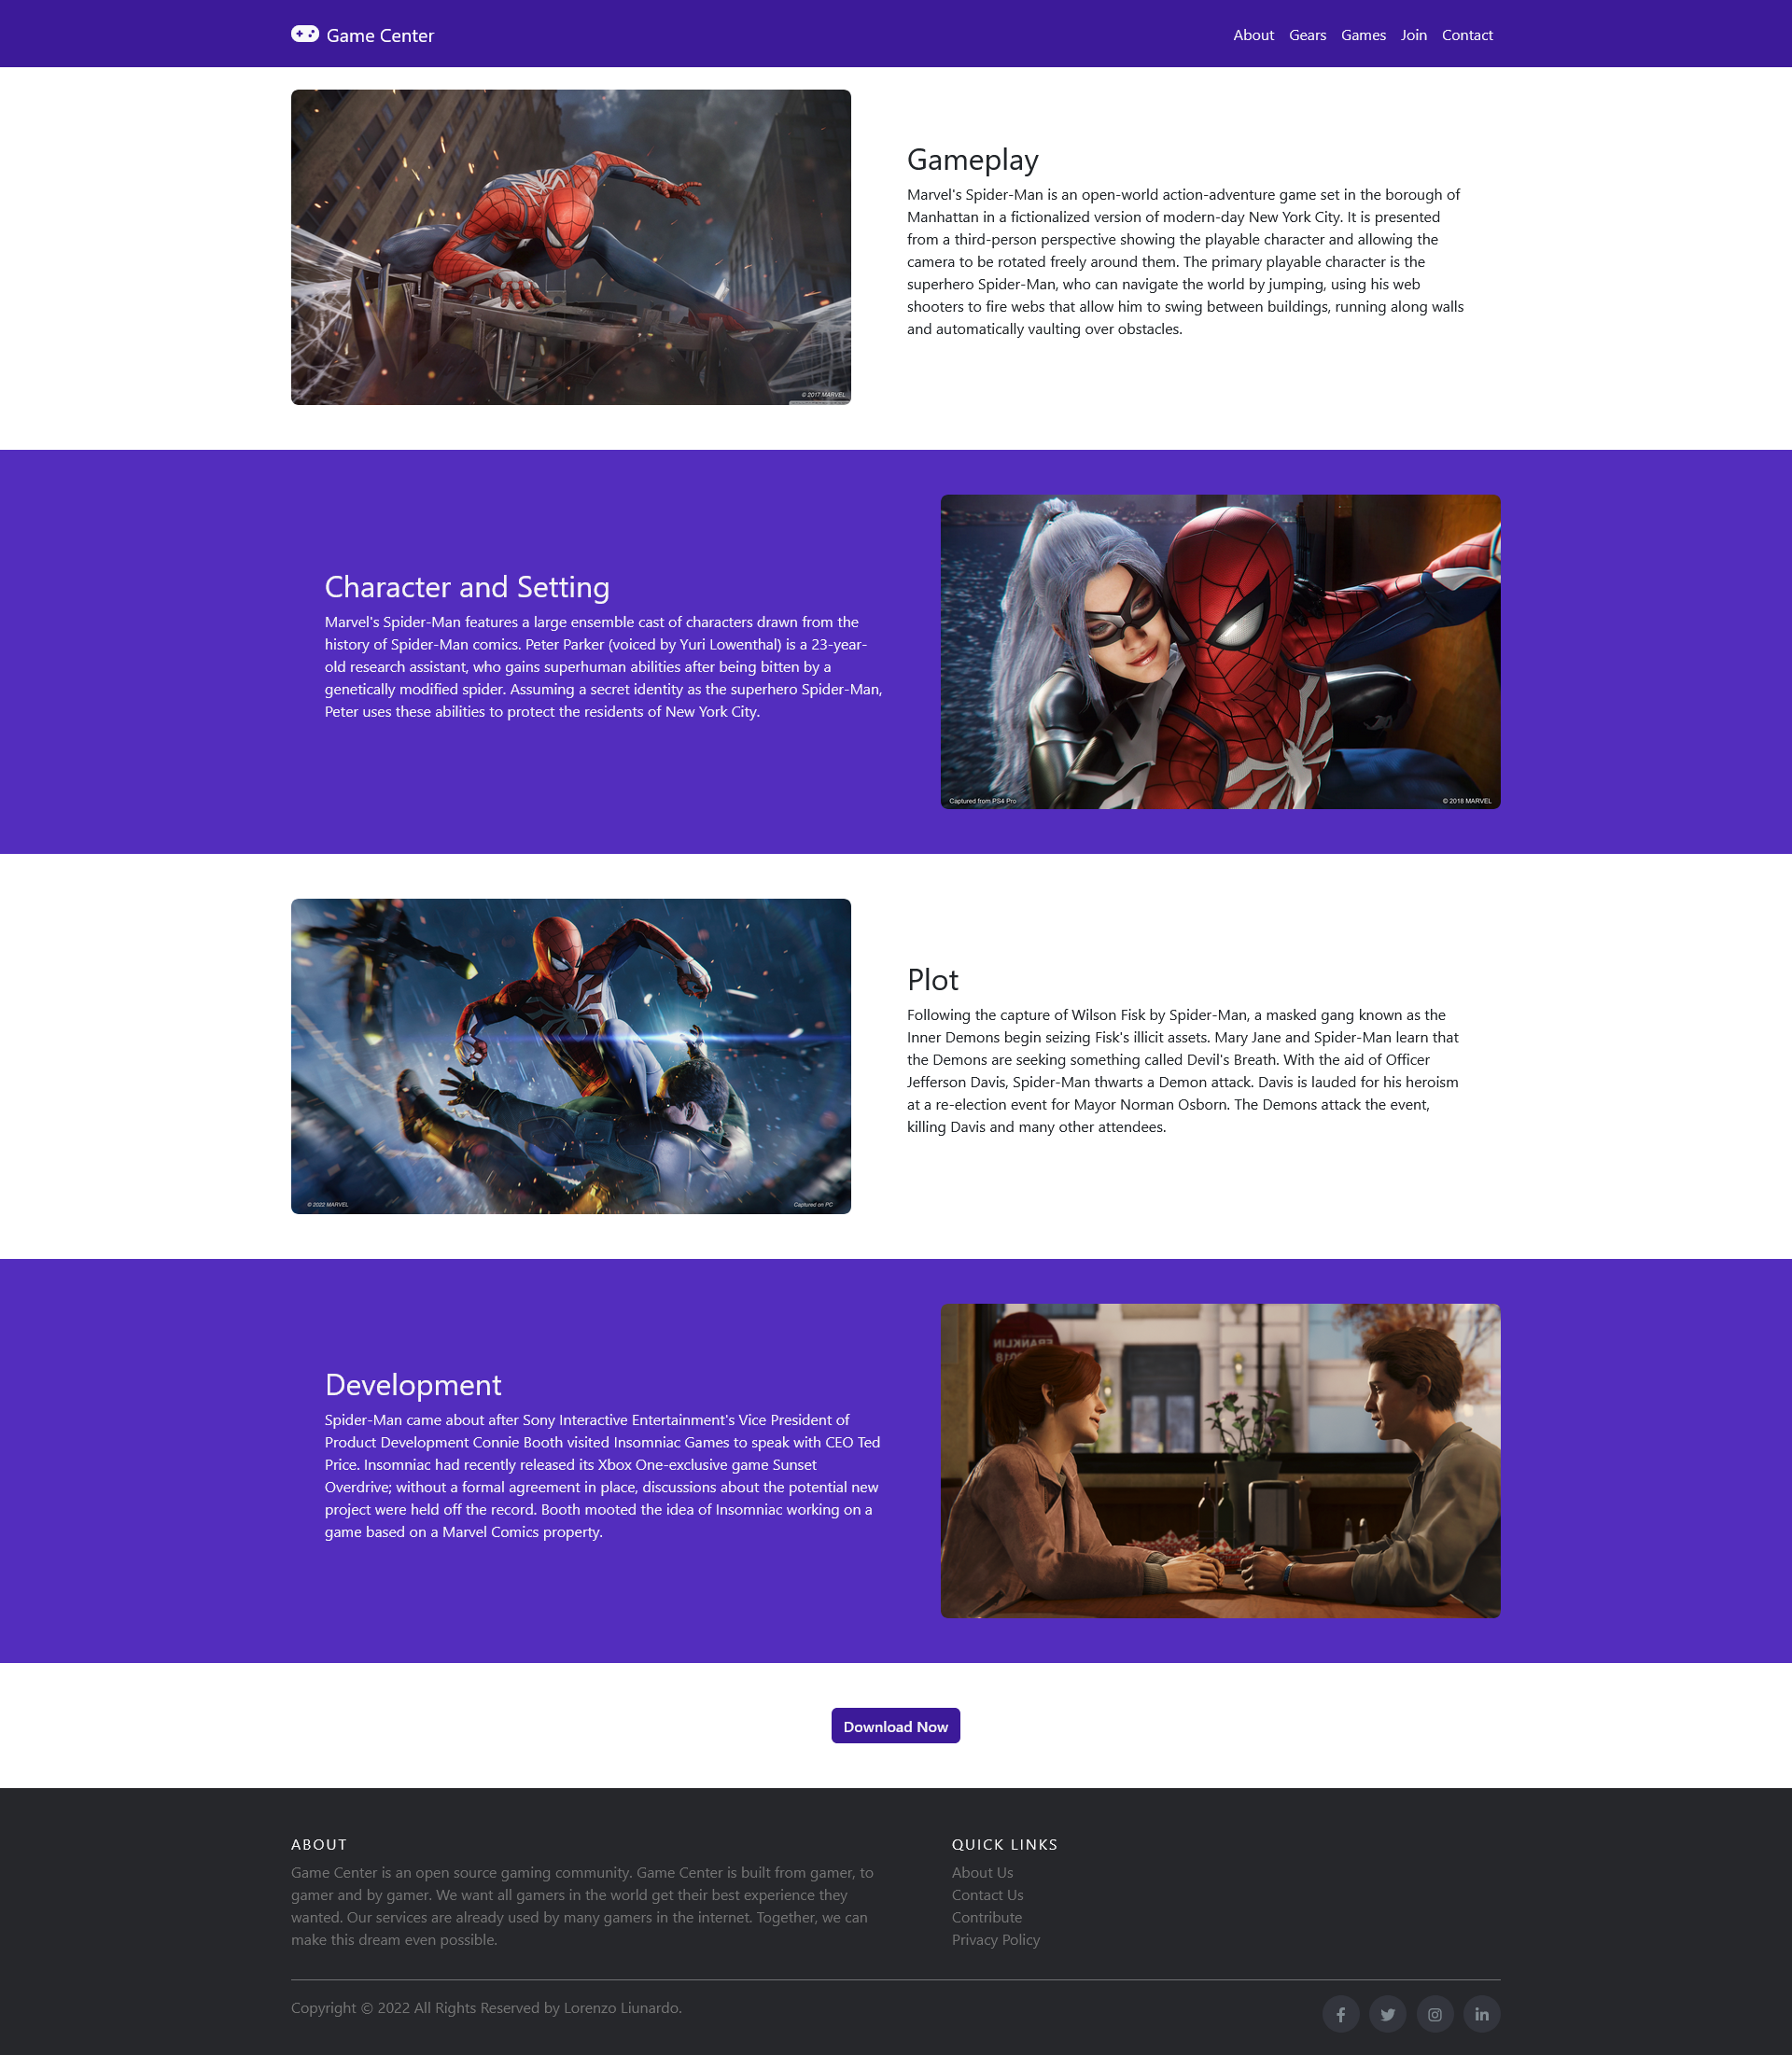 Game Center
About Gears Games Join Contact
© 2017 MARVEL
Gameplay
Marvel's Spider-Man is an open-world action-adventure game set in the borough of
Manhattan in a fictionalized version of modern-day New York City. It is presented
from a third-person perspective showing the playable character and allowing the
camera to be rotated freely around them. The primary playable character is the
superhero Spider-Man, who can navigate the world by jumping, using his web
shooters to fire webs that allow him to swing between buildings, running along walls
and automatically vaulting over obstacles.
Character and Setting
Marvel's Spider-Man features a large ensemble cast of characters drawn from the
history of Spider-Man comics. Peter Parker (voiced by Yuri Lowenthal) is a 23-year-
old research assistant, who gains superhuman abilities after being bitten by a
genetically modified spider. Assuming a secret identity as the superhero Spider-Man,
Peter uses these abilities to protect the residents of New York City.
Captured from PS4 Pro
© 2018 MARVEL
© 2022 MARVEL
Captured on PC
Plot
Following the capture of Wilson Fisk by Spider-Man, a masked gang known as the
Inner Demons begin seizing Fisk's illicit assets. Mary Jane and Spider-Man learn that
the Demons are seeking something called Devil's Breath. With the aid of Officer
Jefferson Davis, Spider-Man thwarts a Demon attack. Davis is lauded for his heroism
at a re-election event for Mayor Norman Osborn. The Demons attack the event,
killing Davis and many other attendees.
Development
Spider-Man came about after Sony Interactive Entertainment's Vice President of
Product Development Connie Booth visited Insomniac Games to speak with CEO Ted
Price. Insomniac had recently released its Xbox One-exclusive game Sunset
Overdrive; without a formal agreement in place, discussions about the potential new
project were held off the record. Booth mooted the idea of Insomniac working on a
game based on a Marvel Comics property.
FRANKLIN
2018
Download Now
ABOUT
Game Center is an open source gaming community. Game Center is built from gamer, to
gamer and by gamer. We want all gamers in the world get their best experience they
wanted. Our services are already used by many gamers in the internet. Together, we can
make this dream even possible.
QUICK LINKS
About Us
Contact Us
Contribute
Privacy Policy
Copyright © 2022 All Rights Reserved by Lorenzo Liunardo.